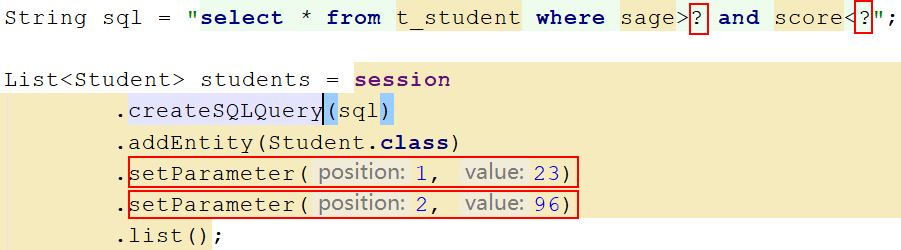 String sql = "select * from t_student where sage>? and score<?";
List<Student> students = session
.createSQLQuery(sql)
.addEntity(Student.class)
.setParameter( position: 1, value: 23)
.setParameter( position: 2, value: 96)
.list();